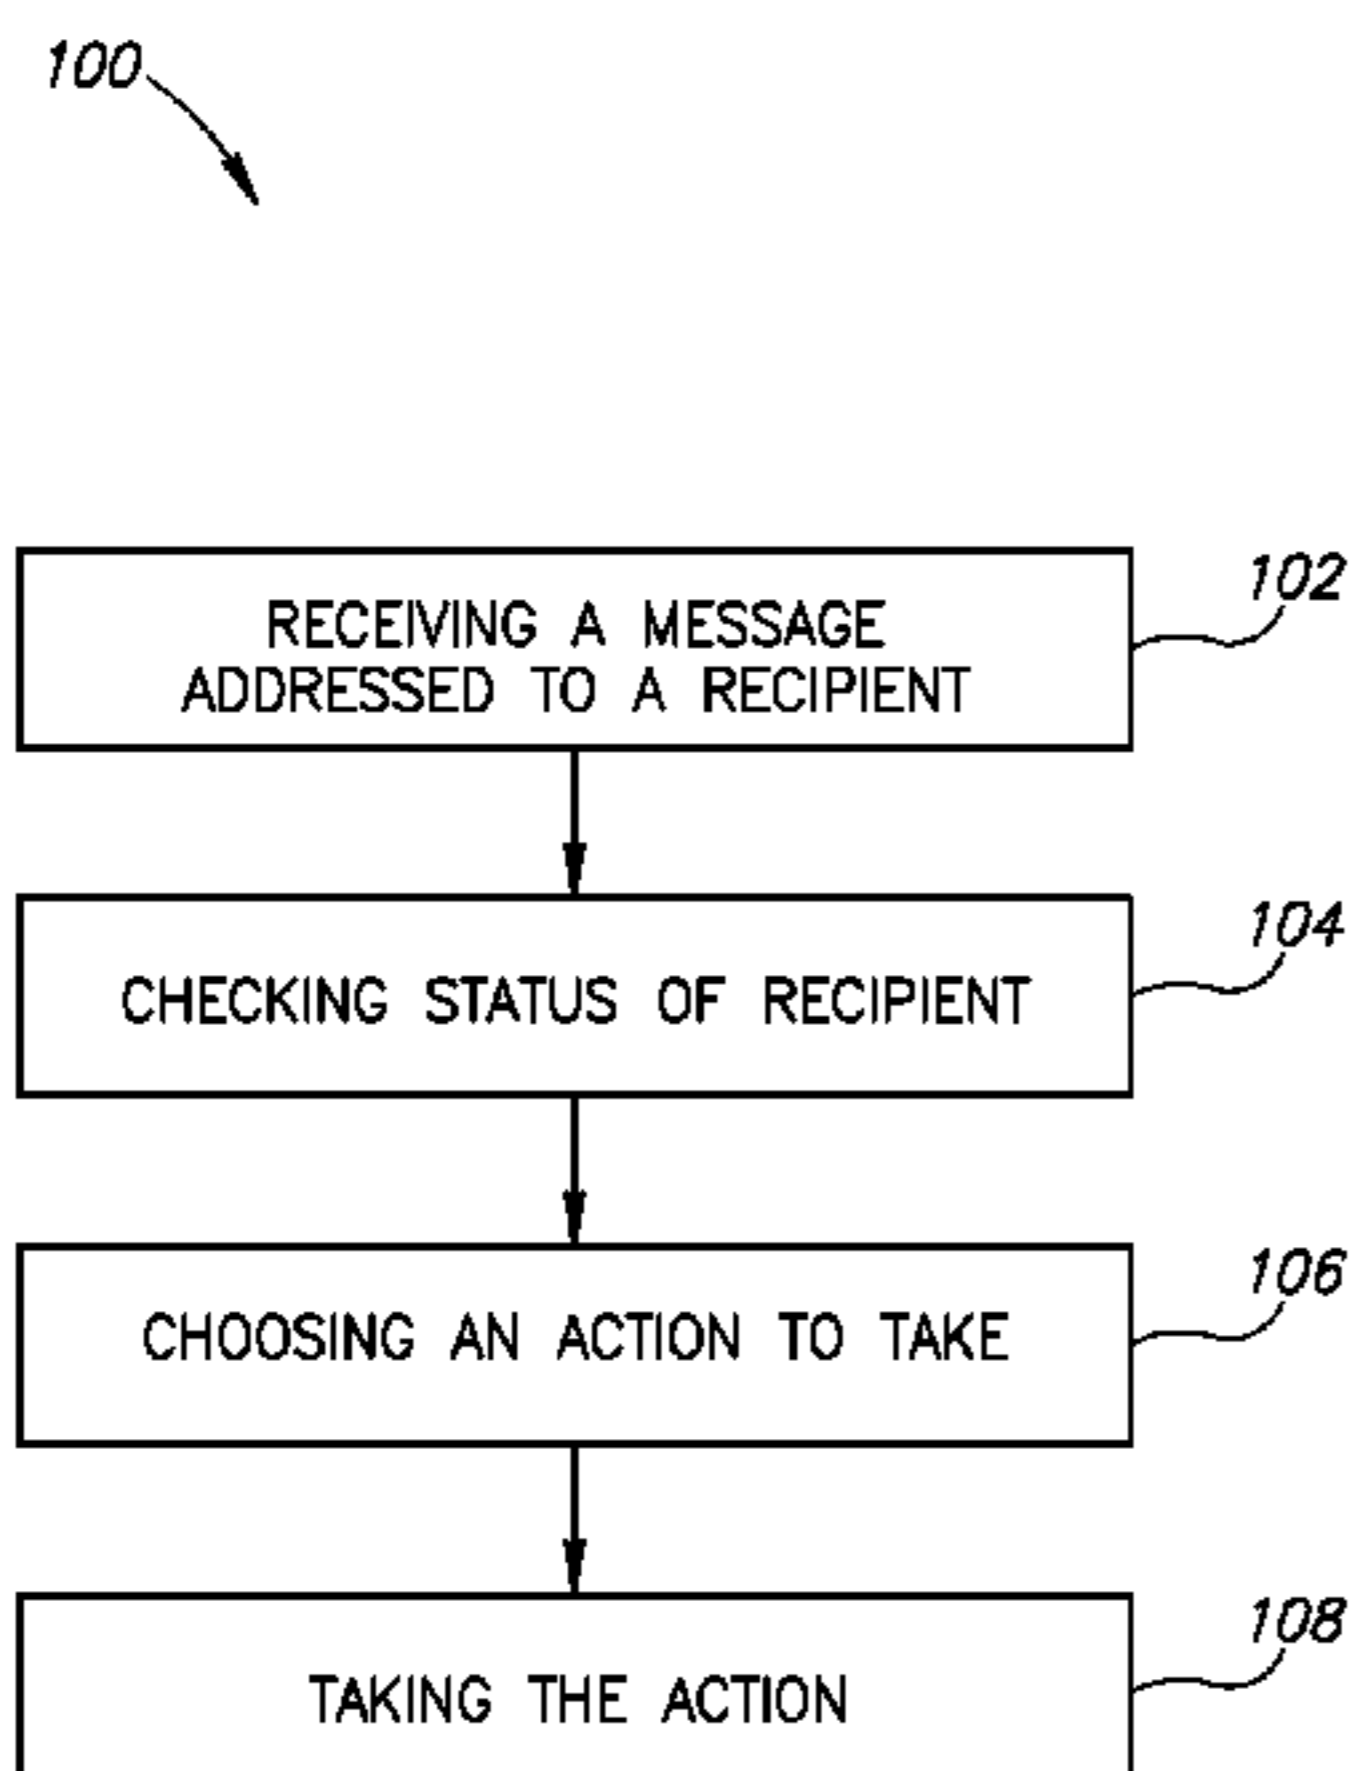 100
RECEIVING A MESSAGE
ADDRESSED TO A RECIPIENT
102
CHECKING STATUS OF RECIPIENT
104
CHOOSING AN ACTION TO TAKE
106
TAKING THE ACTION
108